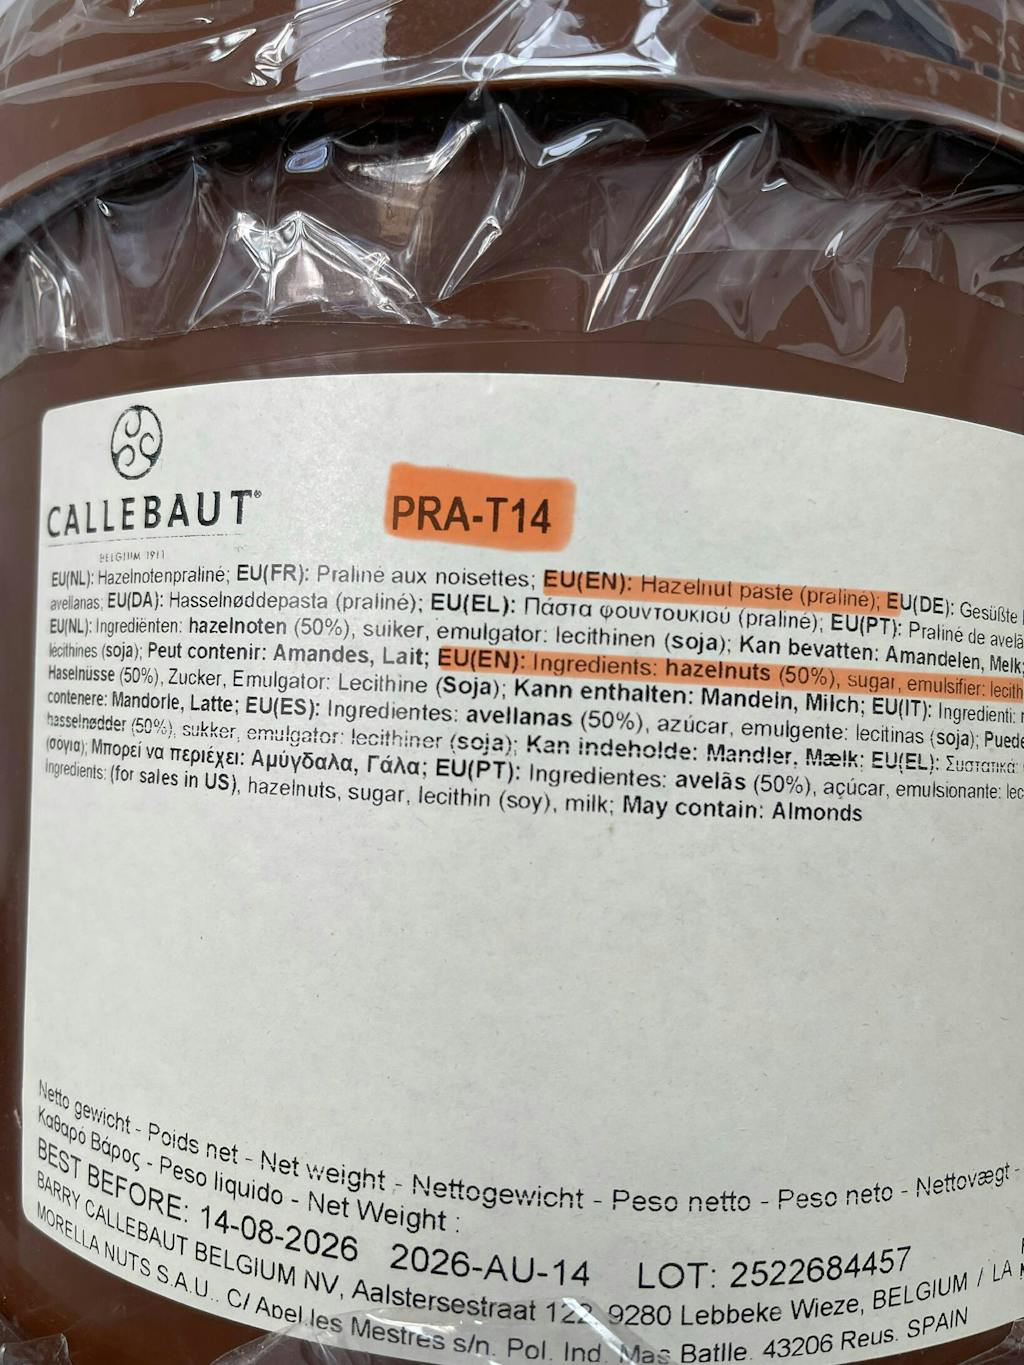 CALLEBAUT®
BELGIUM 1911
PRA-T14
EU(NL): Hazelnotenpraliné; EU(FR): Praliné aux noisettes; EU(EN): Hazelnut paste (praliné); EU(DE): Gesüßte
avellanas; EU(DA): Hasselnøddepasta (praliné); EU(EL): Πάστα φουντουκιού (praliné); EU(PT): Praliné de avelã
EU(NL): Ingrediënten: hazelnoten (50%), suiker, emulgator: lecithinen (soja); Kan bevatten: Amandelen, Melk;
lécithines (soja); Peut contenir: Amandes, Lait; EU(EN): Ingredients: hazelnuts (50%), sugar, emulsifier: lecith
Haselnüsse (50%), Zucker, Emulgator: Lecithine (Soja); Kann enthalten: Mandeln, Milch; EU(IT): Ingredienti:
contenere: Mandorle, Latte; EU(ES): Ingredientes: avellanas (50%), azúcar, emulgente: lecitinas (soja); Puede
hasselnødder (50%), sukker, emulgator: lecithiner (soja); Kan indeholde: Mandler, Mælk; EU(EL): Συστατικά:
(σόγια); Μπορεί να περιέχει: Αμύγδαλα, Γάλα; EU(PT): Ingredientes: avelãs (50%), açúcar, emulsionante: lec
Ingredients: (for sales in US), hazelnuts, sugar, lecithin (soy), milk; May contain: Almonds
Netto gewicht - Poids net - Net weight - Nettogewicht - Peso netto - Peso neto - Nettovægt -
Καθαρό Βάρος - Peso liquido - Net Weight :
BEST BEFORE: 14-08-2026 2026-AU-14 LOT: 2522684457
BARRY CALLEBAUT BELGIUM NV, Aalstersestraat 122, 9280 Lebbeke Wieze, BELGIUM / LA
MORELLA NUTS S.A.U.. C/ Abel.les Mestres s/n. Pol. Ind. Mas Batlle. 43206 Reus. SPAIN